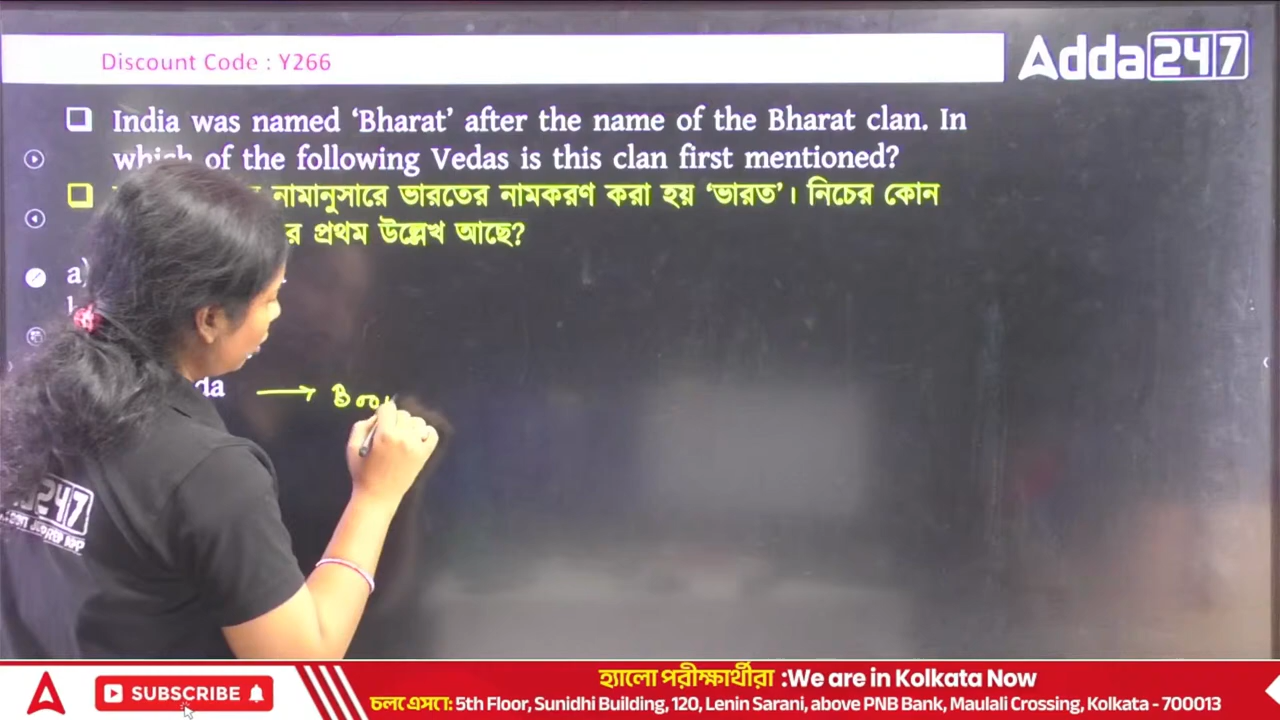 Discount Code : Y266
Adda247
India was named ‘Bharat’ after the name of the Bharat clan. In
which of the following Vedas is this clan first mentioned?
নামানুসারে ভারতের নামকরণ করা হয় ‘ভারত’। নিচের কোন
র প্রথম উল্লেখ আছে?
a)
da
247
SUBSCRIBE
হ্যালো পরীক্ষার্থীরা :We are in Kolkata Now
চলে এসো: 5th Floor, Sunidhi Building, 120, Lenin Sarani, above PNB Bank, Maulali Crossing, Kolkata - 700013